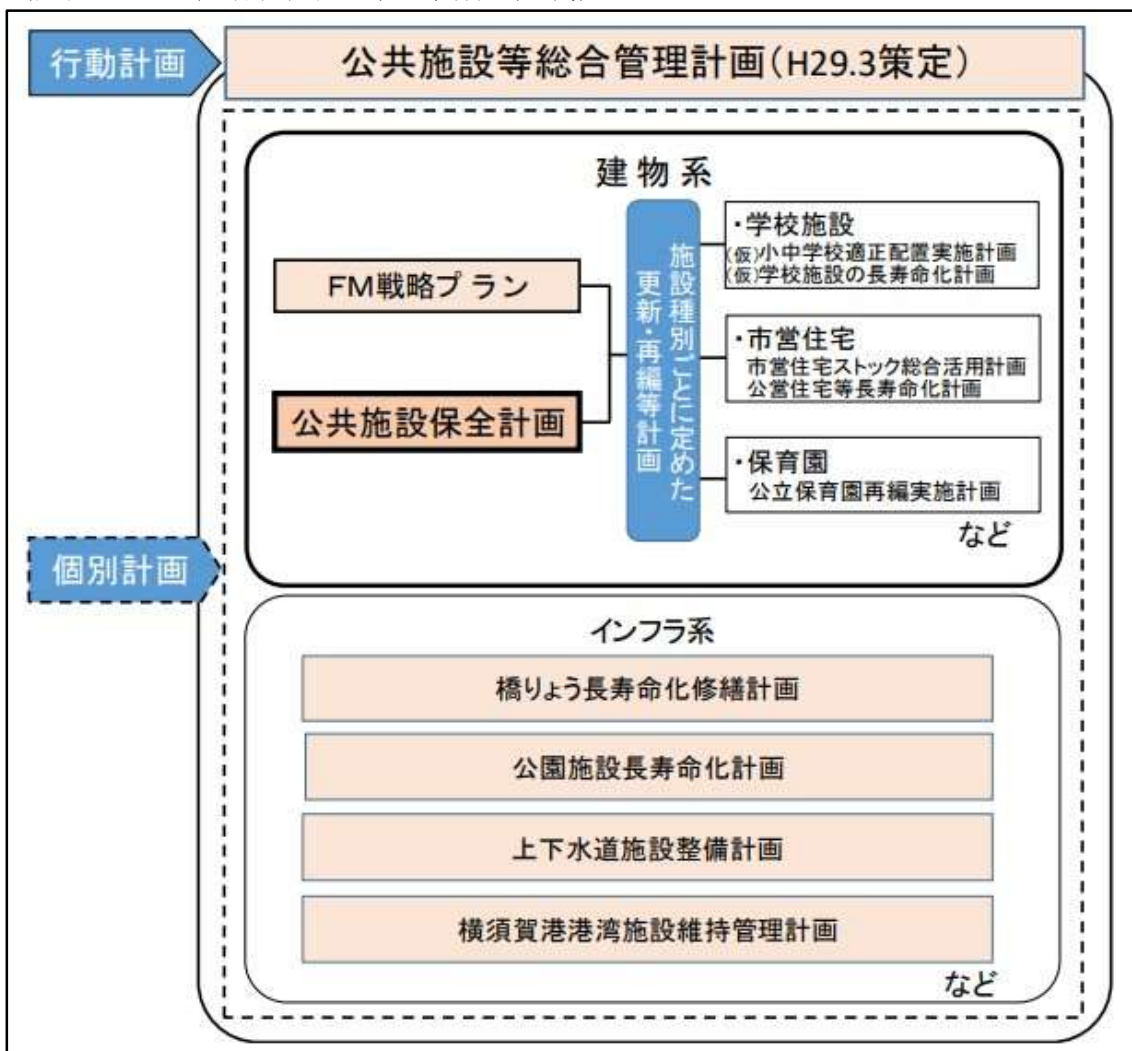 行動計画
公共施設等総合管理計画(H29.3策定)
建物系
FM戦略プラン
公共施設保全計画
施設種別ごとに定めた
更新・再編等計画
・学校施設
(仮)小中学校適正配置実施計画
(仮)学校施設の長寿命化計画
・市営住宅
市営住宅ストック総合活用計画
公営住宅等長寿命化計画
・保育園
公立保育園再編実施計画
など
個別計画
インフラ系
橋りょう長寿命化修繕計画
公園施設長寿命化計画
上下水道施設整備計画
横須賀港港湾施設維持管理計画
など